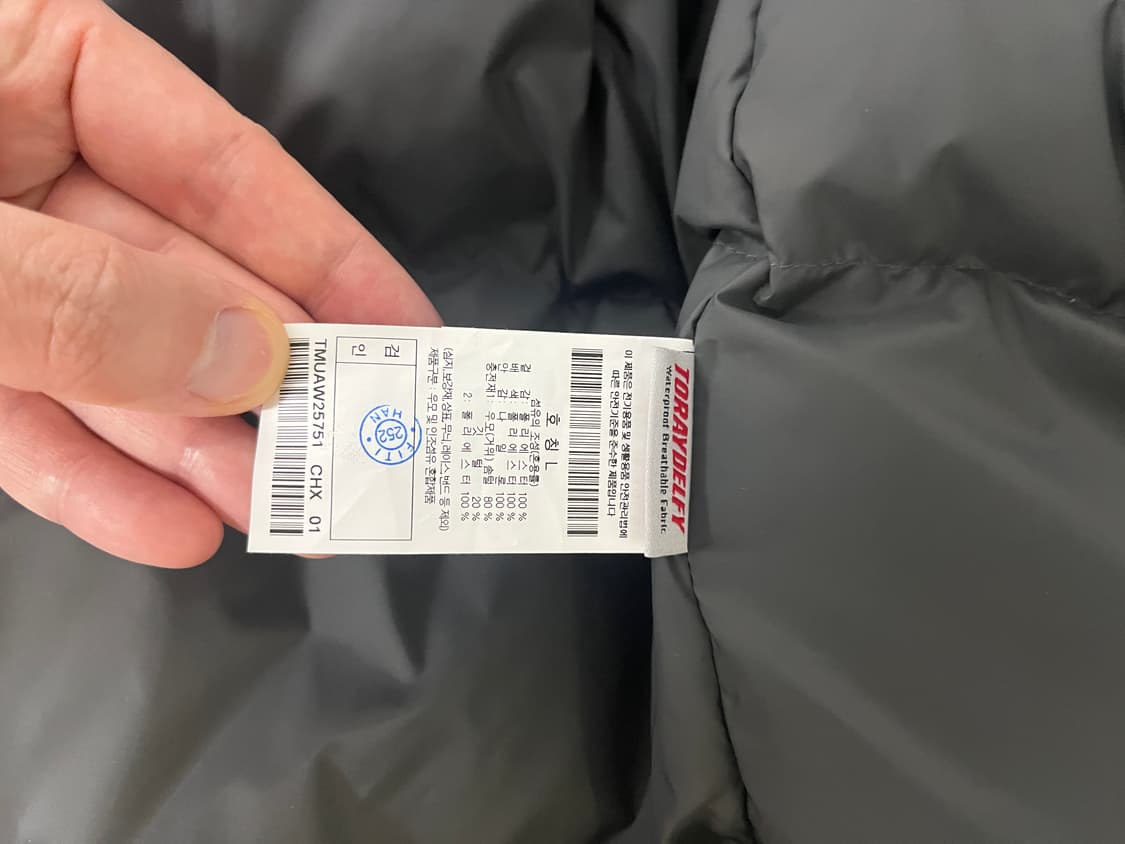 TORAYDELFY
Waterproof Breathable Fabric
이 제품은 전기용품 및 생활용품 안전관리법에
따른 안전기준을 준수한 제품입니다
호 칭 L
섬유의 조성(혼용률)
겉 감: 폴 리 에 스 터 100 %
배 색: 폴 리 에 스 터 100 %
안 감: 나 일 론 100 %
충전재1: 우모(거위) 솜털 80 %
깃 털 20 %
2: 폴 리 에 스 터 100 %
(심지,보강재,상표,무늬,레이스,밴드 등 제외)
제품구분 : 우모 및 인조섬유 혼합제품
검 인
KITI
252
HAN
TMUAW25751 CHX 01